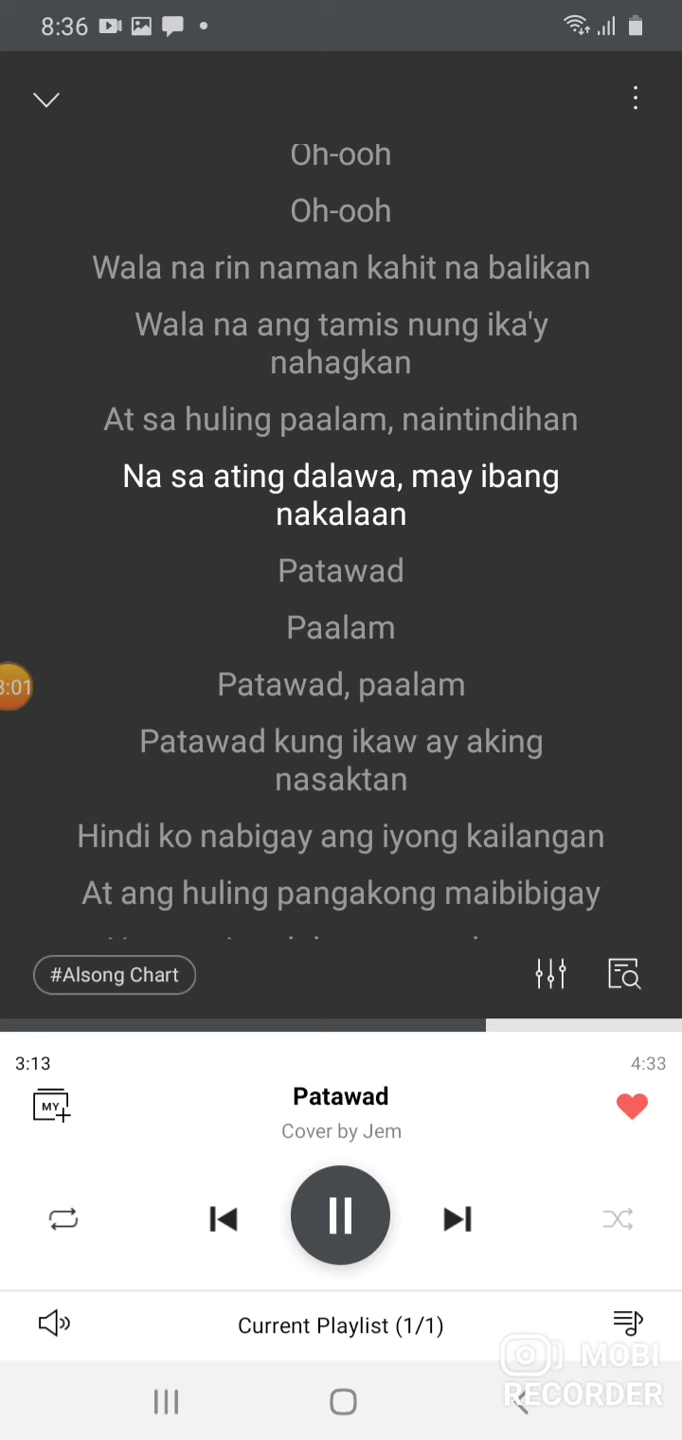 8:36
Oh-ooh
Oh-ooh
Wala na rin naman kahit na balikan
Wala na ang tamis nung ika'y
nahagkan
At sa huling paalam, naintindihan
Na sa ating dalawa, may ibang
nakalaan
Patawad
Paalam
3:01
Patawad, paalam
Patawad kung ikaw ay aking
nasaktan
Hindi ko nabigay ang iyong kailangan
At ang huling pangakong maibibigay
#Alsong Chart
3:13
4:33
MY
Patawad
Cover by Jem
Current Playlist (1/1)
MOBI
RECORDER